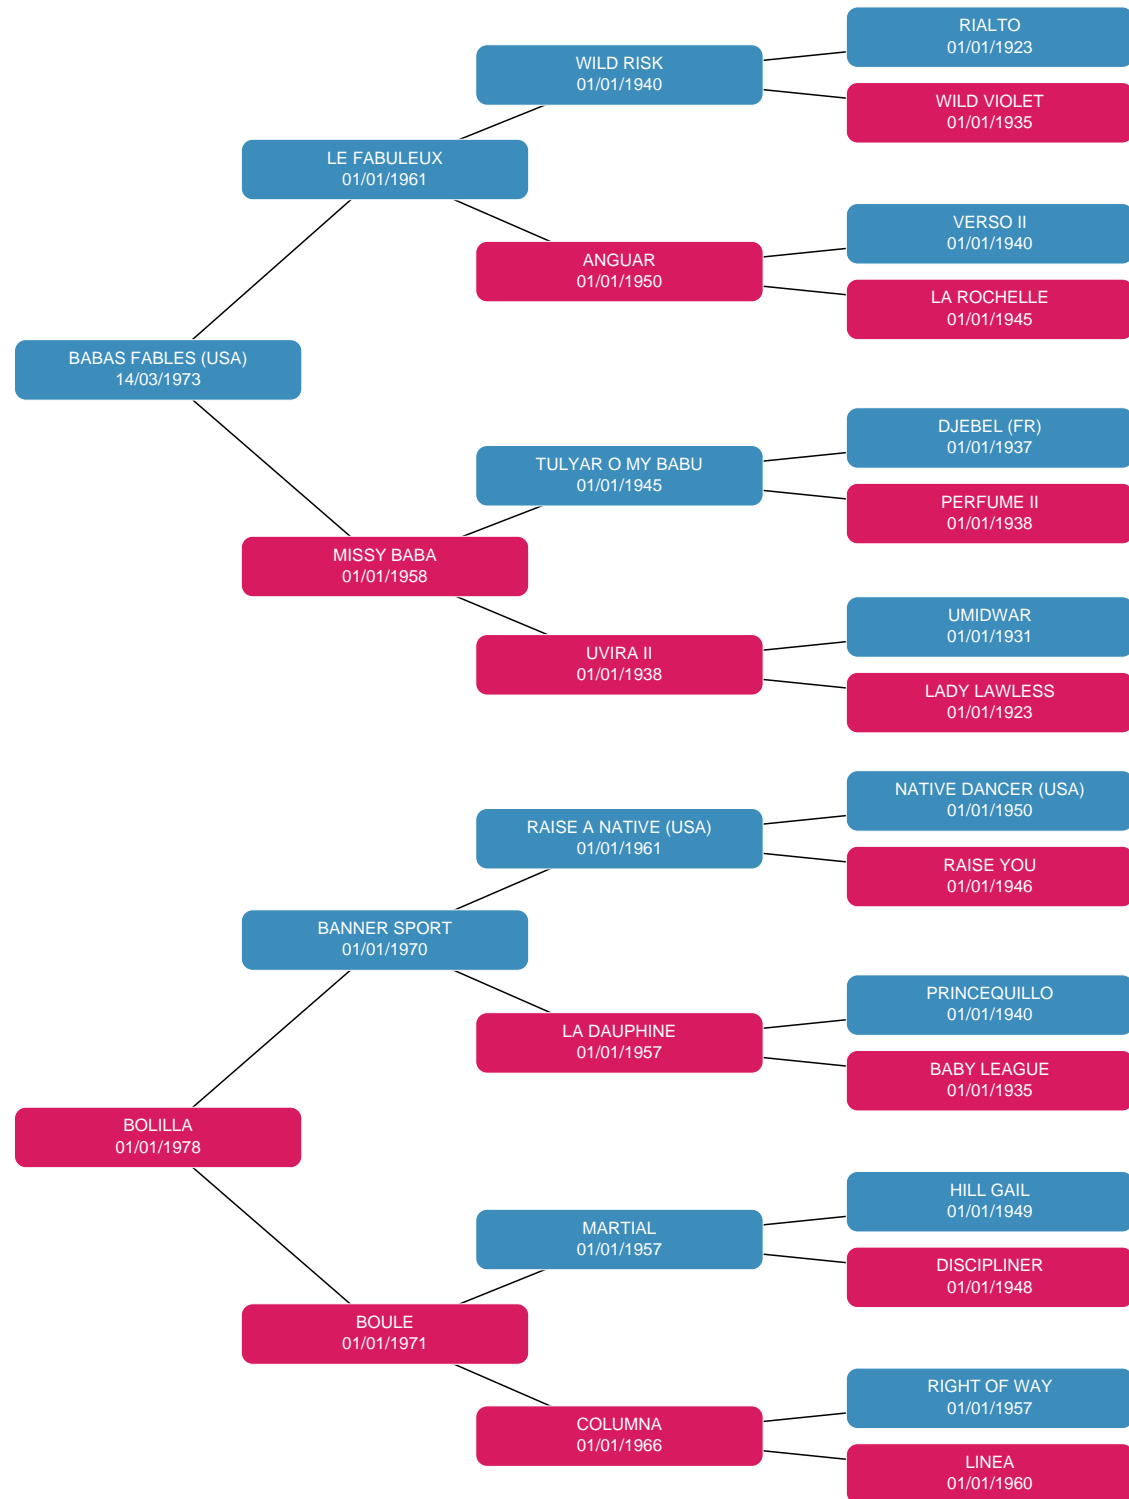 RIALTO
01/01/1923
WILD RISK
01/01/1940
WILD VIOLET
01/01/1935
LE FABULEUX
01/01/1961
VERSO II
01/01/1940
ANGUAR
01/01/1950
LA ROCHELLE
01/01/1945
BABAS FABLES (USA)
14/03/1973
DJEBEL (FR)
01/01/1937
TULYAR O MY BABU
01/01/1945
PERFUME II
01/01/1938
MISSY BABA
01/01/1958
UMIDWAR
01/01/1931
UVIRA II
01/01/1938
LADY LAWLESS
01/01/1923
NATIVE DANCER (USA)
01/01/1950
RAISE A NATIVE (USA)
01/01/1961
RAISE YOU
01/01/1946
BANNER SPORT
01/01/1970
PRINCEQUILLO
01/01/1940
LA DAUPHINE
01/01/1957
BABY LEAGUE
01/01/1935
BOLILLA
01/01/1978
HILL GAIL
01/01/1949
MARTIAL
01/01/1957
DISCIPLINER
01/01/1948
BOULE
01/01/1971
RIGHT OF WAY
01/01/1957
COLUMNA
01/01/1966
LINEA
01/01/1960